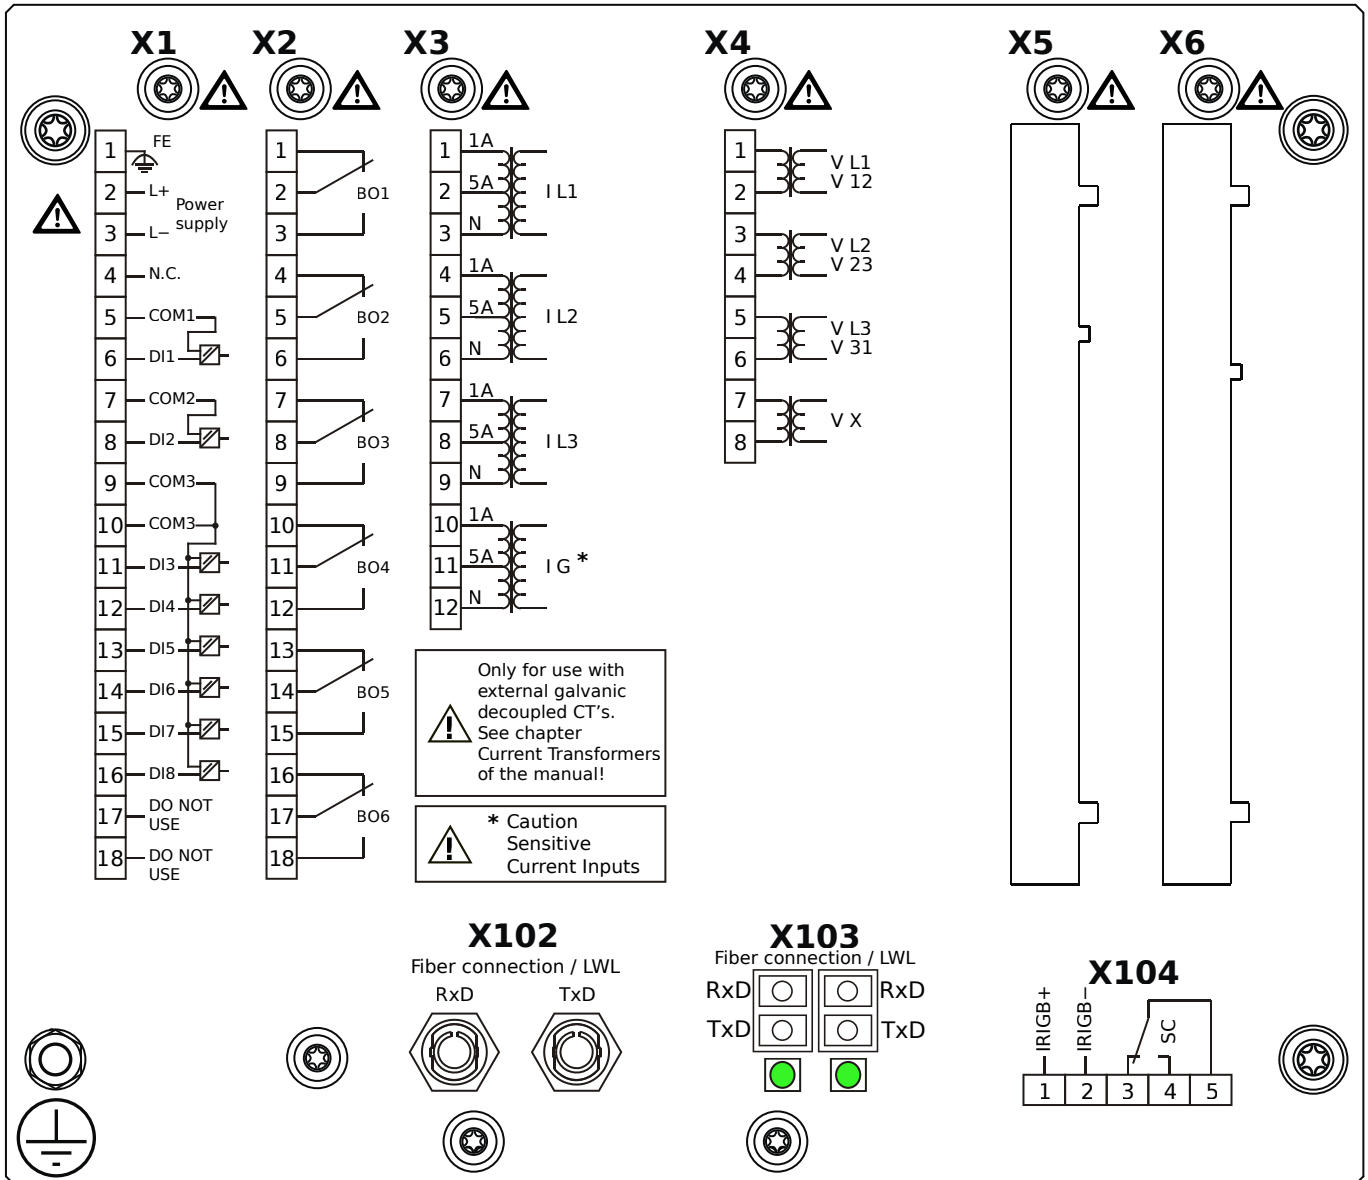 X1
X2
X3
X4
X5
X6
1
FE
2
L+
Power
supply
3
L−
4
N.C.
5
COM1
6
DI1
7
COM2
8
DI2
9
COM3
10
COM3
11
DI3
12
DI4
13
DI5
14
DI6
15
DI7
16
DI8
17
DO NOT
USE
18
DO NOT
USE
1
2
BO1
3
4
5
BO2
6
7
8
BO3
9
10
11
BO4
12
13
14
BO5
15
16
17
BO6
18
1
1A
2
5A
I L1
3
N
4
1A
5
5A
I L2
6
N
7
1A
8
5A
I L3
9
N
10
1A
11
5A
I G *
12
N
Only for use with
external galvanic
decoupled CT's.
See chapter
Current Transformers
of the manual!
* Caution
Sensitive
Current Inputs
1
V L1
2
V 12
3
V L2
4
V 23
5
V L3
6
V 31
7
V X
8
X102
Fiber connection / LWL
RxD
TxD
X103
Fiber connection / LWL
RxD
RxD
TxD
TxD
X104
IRIGB+
IRIGB−
SC
1
2
3
4
5